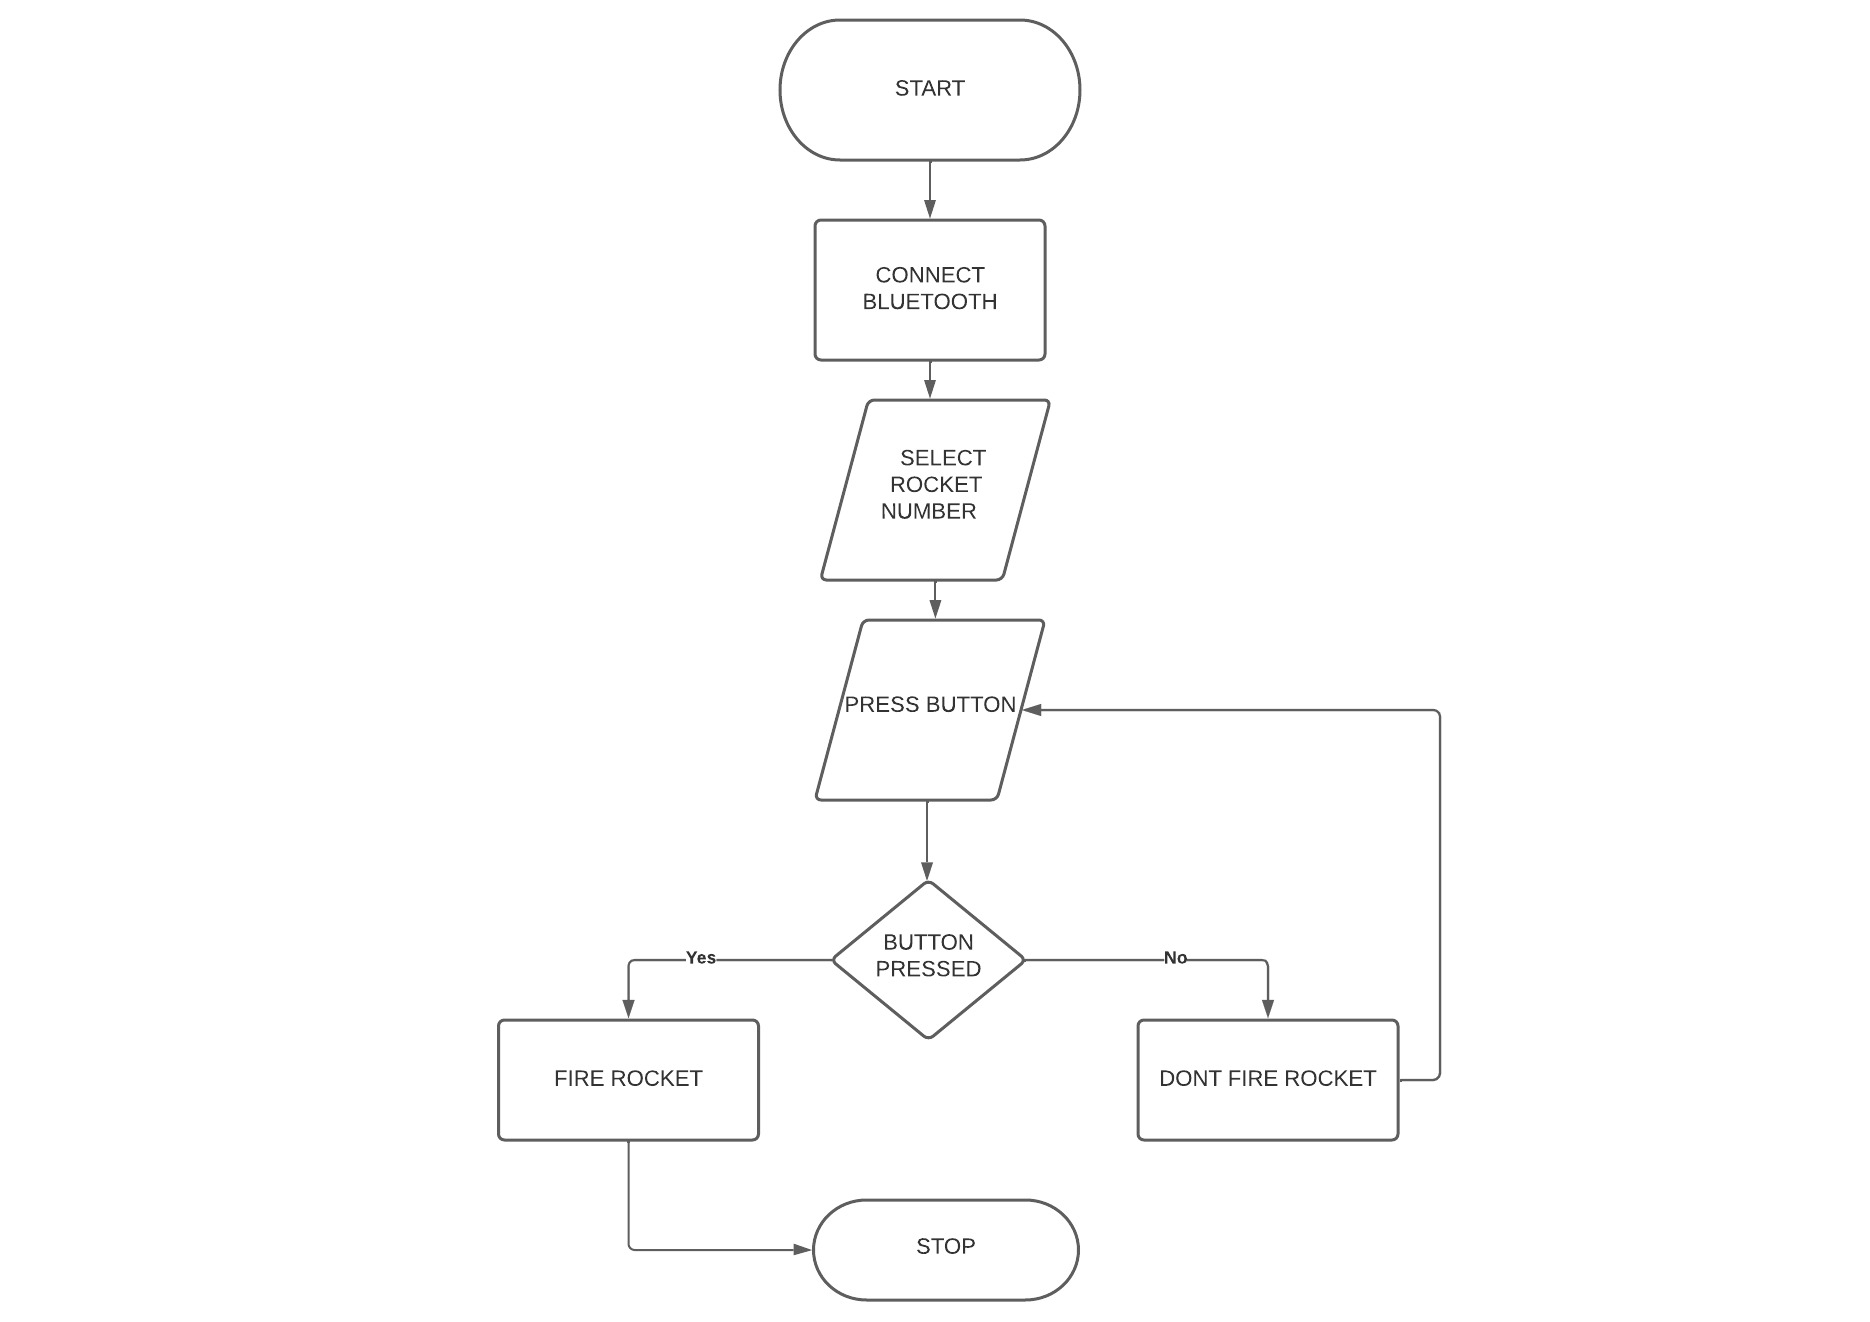 START
CONNECT
BLUETOOTH
SELECT
ROCKET
NUMBER
PRESS BUTTON
BUTTON
PRESSED
Yes
No
FIRE ROCKET
DONT FIRE ROCKET
STOP